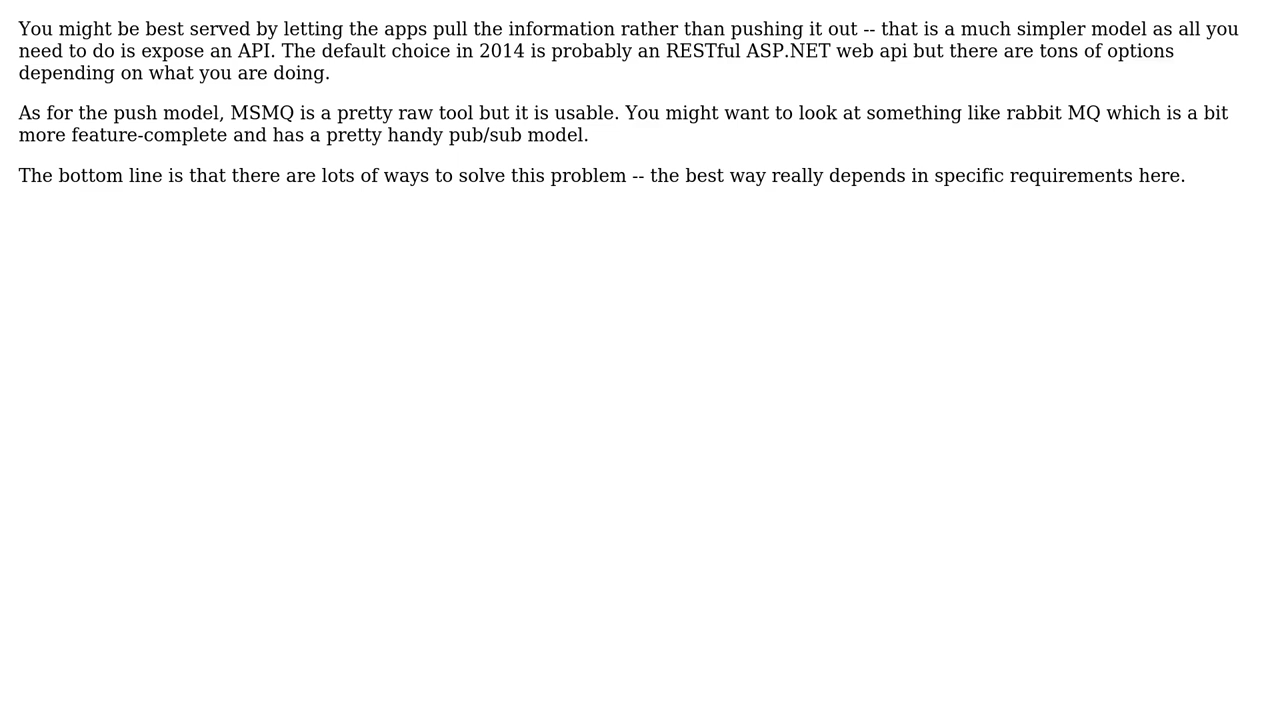 You might be best served by letting the apps pull the information rather than pushing it out -- that is a much simpler model as all you
need to do is expose an API. The default choice in 2014 is probably an RESTful ASP.NET web api but there are tons of options
depending on what you are doing.
As for the push model, MSMQ is a pretty raw tool but it is usable. You might want to look at something like rabbit MQ which is a bit
more feature-complete and has a pretty handy pub/sub model.
The bottom line is that there are lots of ways to solve this problem -- the best way really depends in specific requirements here.